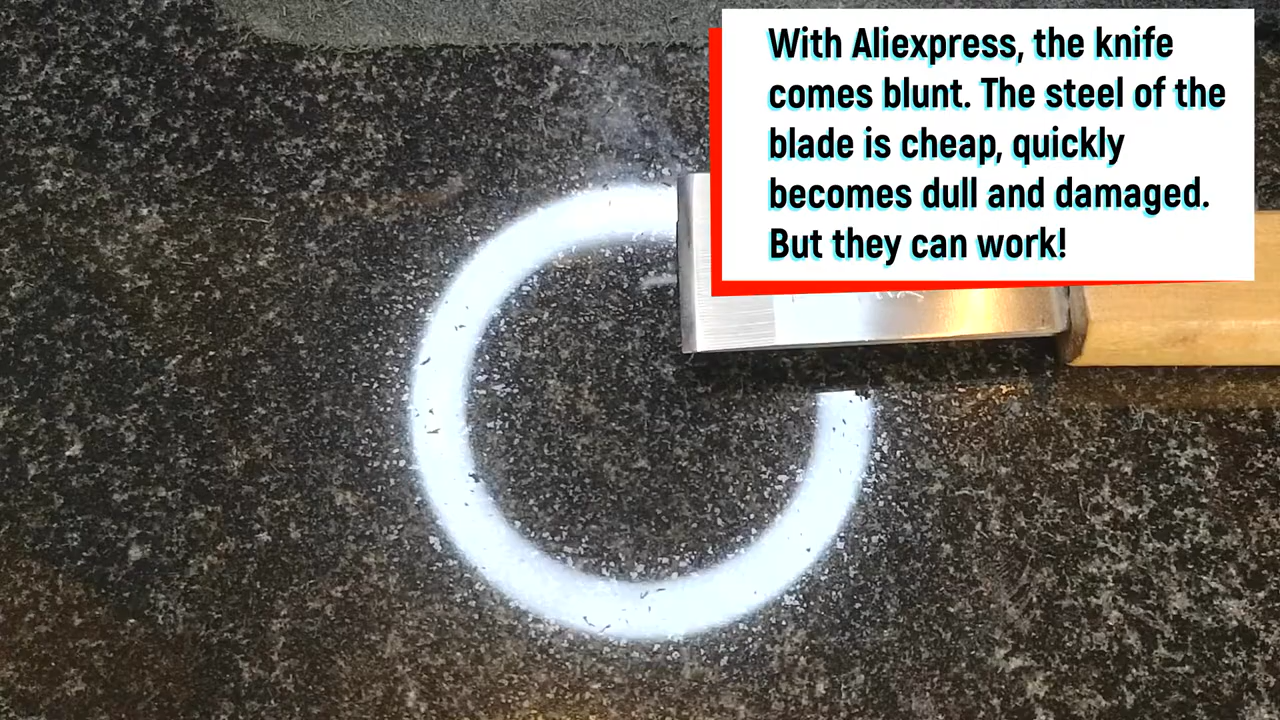 With Aliexpress, the knife
comes blunt. The steel of the
blade is cheap, quickly
becomes dull and damaged.
But they can work!